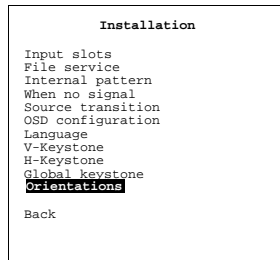 Installation
Input slots
File service
Internal pattern
When no signal
Source transition
OSD configuration
Language
V-Keystone
H-Keystone
Global keystone
Orientations
Back